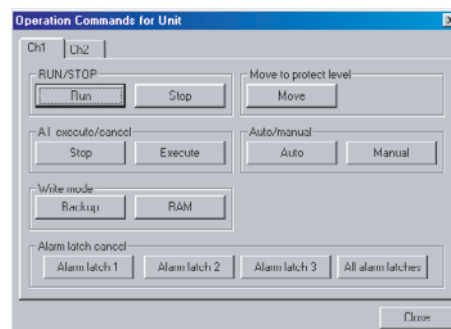 Operation Commands for Unit
Ch1 Ch2
RUN/STOP Move to protect level
Run Stop Move
AT execute/cancel Auto/manual
Stop Execute Auto Manual
Write mode
Backup RAM
Alarm latch cancel
Alarm latch 1 Alarm latch 2 Alarm latch 3 All alarm latches
Close